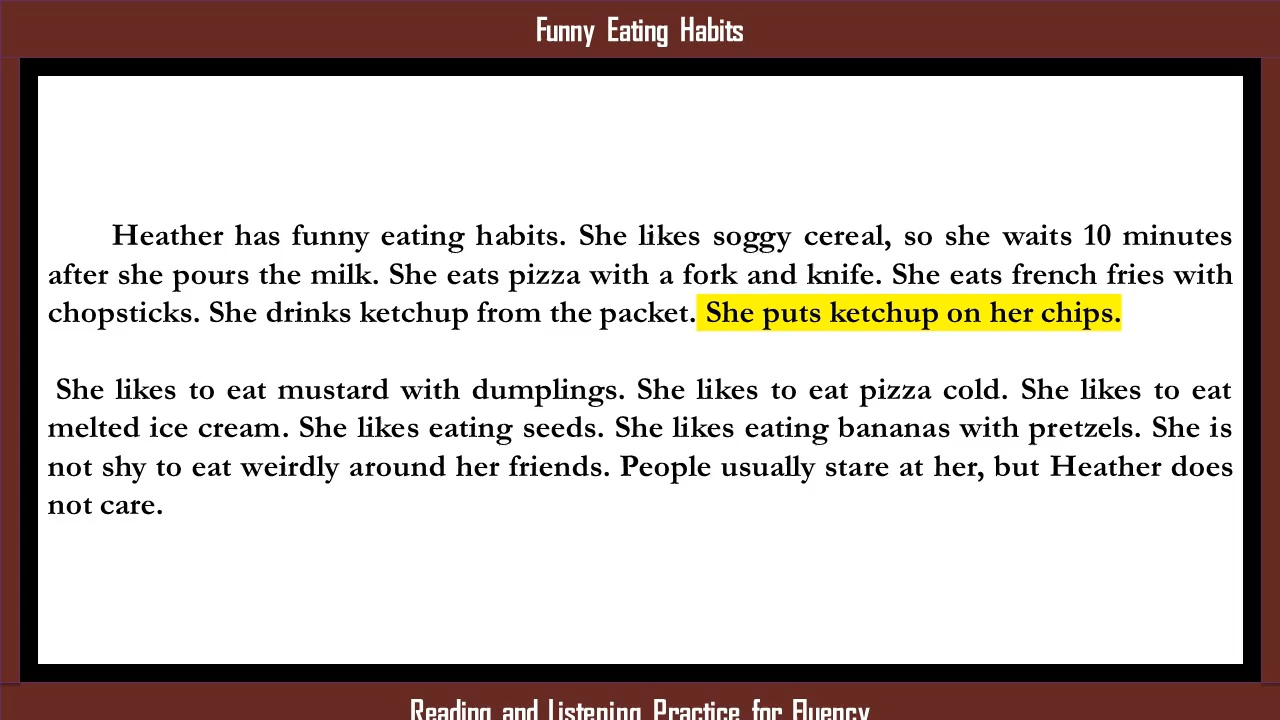 Funny Eating Habits
Heather has funny eating habits. She likes soggy cereal, so she waits 10 minutes
after she pours the milk. She eats pizza with a fork and knife. She eats french fries with
chopsticks. She drinks ketchup from the packet. She puts ketchup on her chips.
She likes to eat mustard with dumplings. She likes to eat pizza cold. She likes to eat
melted ice cream. She likes eating seeds. She likes eating bananas with pretzels. She is
not shy to eat weirdly around her friends. People usually stare at her, but Heather does
not care.
Reading and Listening Practice for Fluency